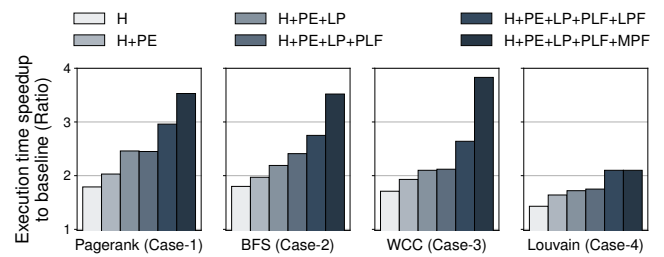 H
H+PE+LP
H+PE+LP+PLF+LPF
H+PE
H+PE+LP+PLF
H+PE+LP+PLF+MPF
Execution time speedup
to baseline (Ratio)
4
3
2
1
Pagerank (Case-1)
BFS (Case-2)
WCC (Case-3)
Louvain (Case-4)